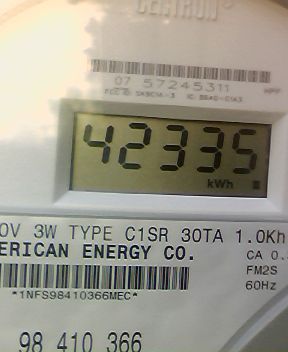 CENTRON®
07 57245311
42335
kWh
0V 3W TYPE C1SR 30TA 1.0Kh
ERICAN ENERGY CO.
CA 0.
FM2S
60Hz
*1NFS98410366MEC*
98 410 366